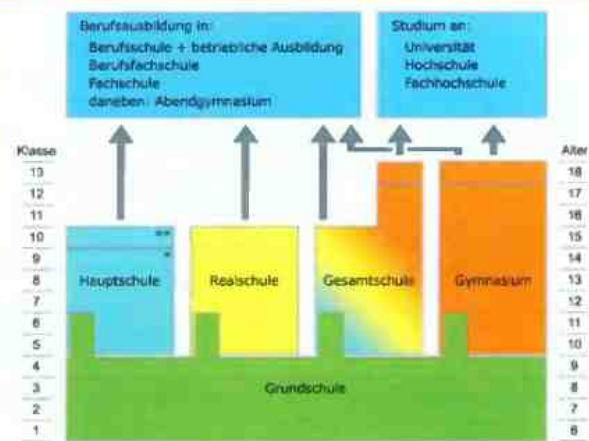 Berufsausbildung in:
Berufsschule + betriebliche Ausbildung
Berufsfachschule
Fachschule
daneben: Abendgymnasium
Studium an:
Universität
Hochschule
Fachhochschule
Klasse
13
12
11
10
9
8
7
6
5
4
3
2
1
**
*
Hauptschule
Realschule
Gesamtschule
Gymnasium
Grundschule
Alter
18
17
16
15
14
13
12
11
10
9
8
7
6